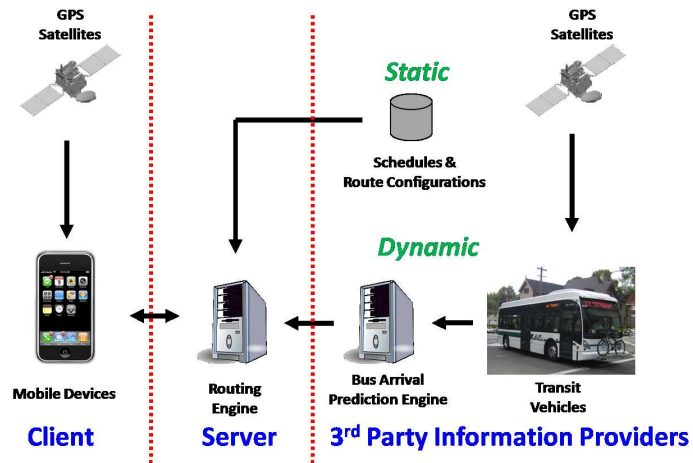 GPS
Satellites
GPS
Satellites
Static
Schedules &
Route Configurations
Dynamic
Mobile Devices
Routing
Engine
Bus Arrival
Prediction Engine
Transit
Vehicles
Client
Server
3rd Party Information Providers